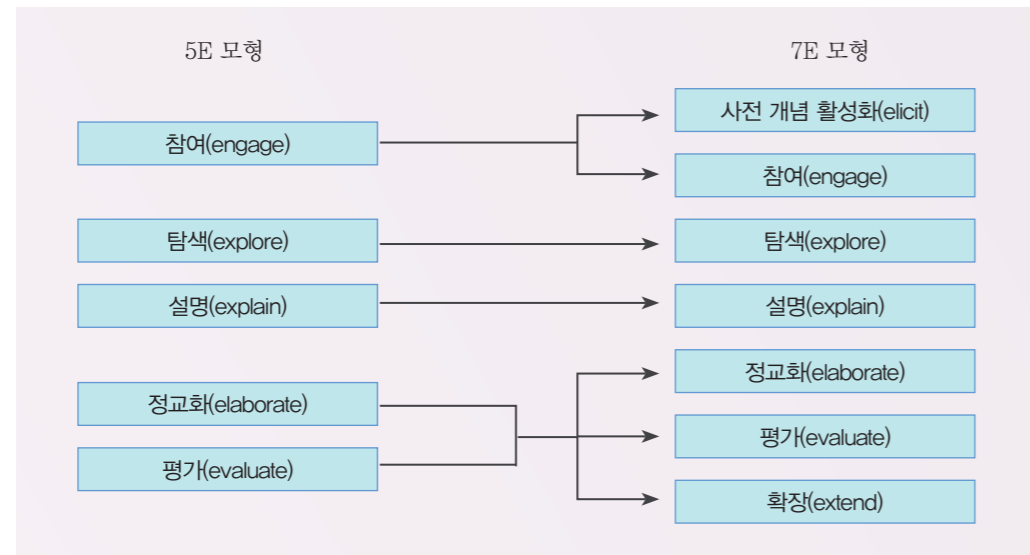 5E 모형
7E 모형
참여(engage)
사전 개념 활성화(elicit)
참여(engage)
탐색(explore)
탐색(explore)
설명(explain)
설명(explain)
정교화(elaborate)
평가(evaluate)
정교화(elaborate)
평가(evaluate)
확장(extend)